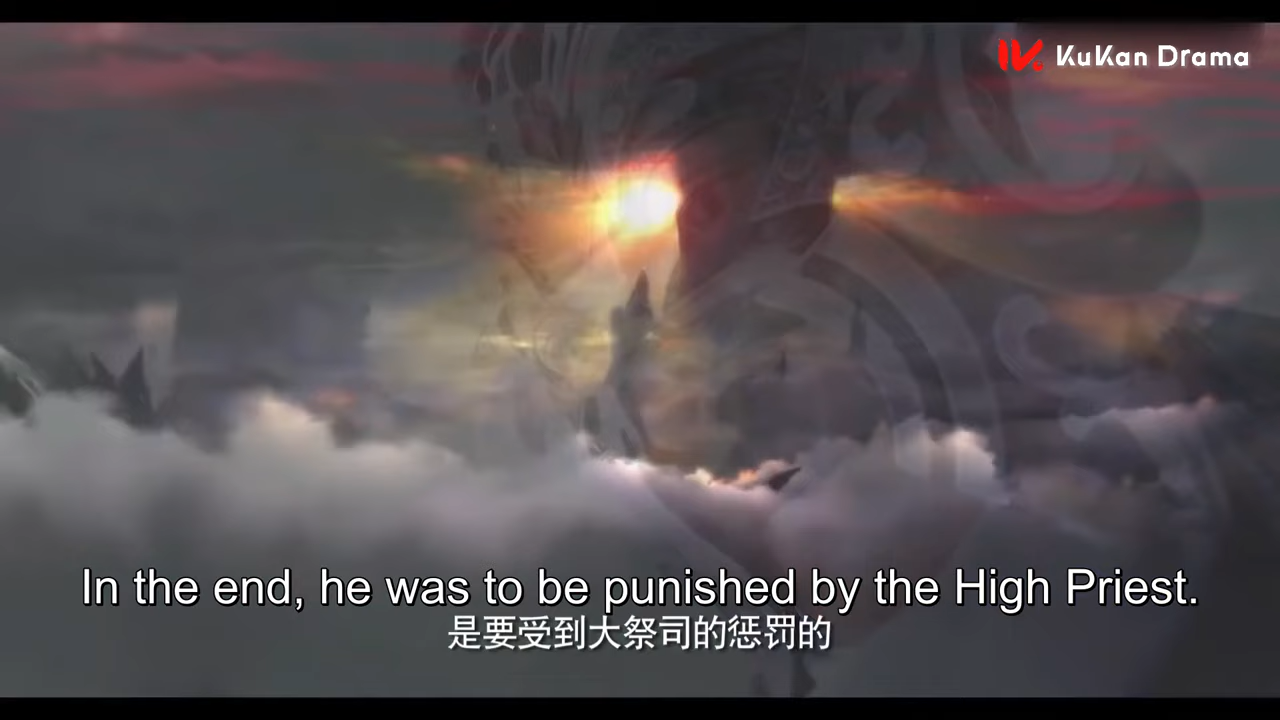 KuKan Drama
In the end, he was to be punished by the High Priest.
是要受到大祭司的惩罚的